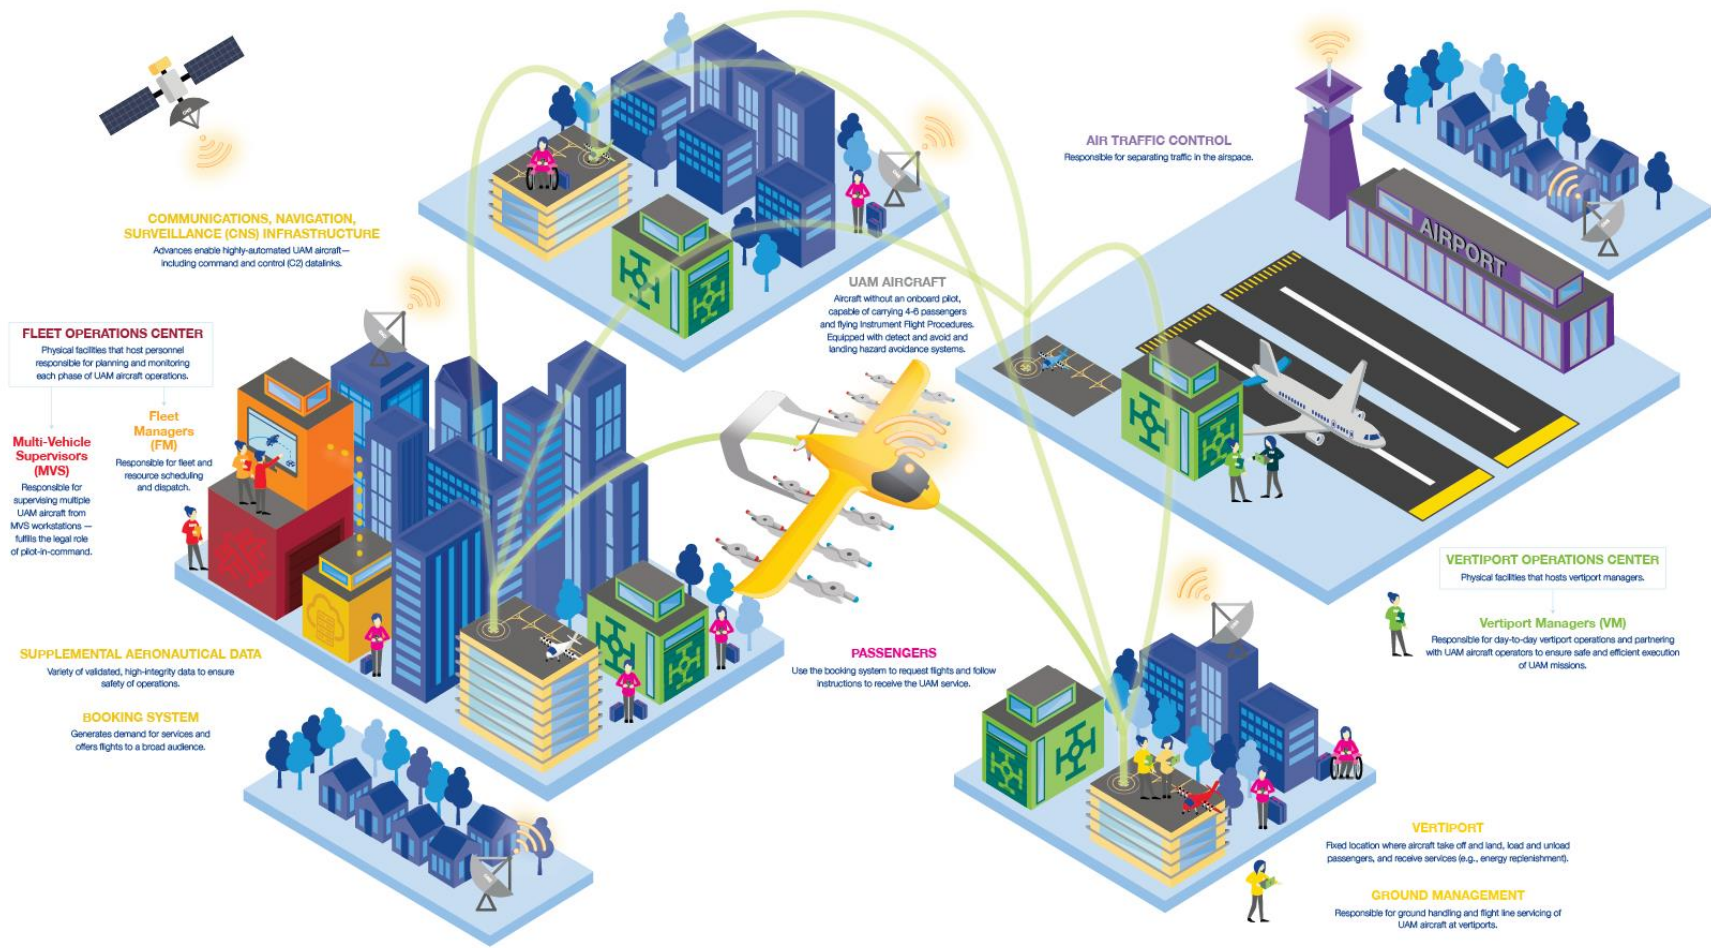 COMMUNICATIONS, NAVIGATION,
SURVEILLANCE (CNS) INFRASTRUCTURE
Advances enable highly-automated UAM aircraft—
including command and control (C2) datalinks.
FLEET OPERATIONS CENTER
Physical facilities that host personnel
responsible for planning and monitoring
each phase of UAM aircraft operations.
Multi-Vehicle
Supervisors
(MVS)
Responsible for
supervising multiple
UAM aircraft from
MVS workstations —
fulfills the legal role
of pilot-in-command.
Fleet
Managers
(FM)
Responsible for fleet and
resource scheduling
and dispatch.
SUPPLEMENTAL AERONAUTICAL DATA
Variety of validated, high-integrity data to ensure
safety of operations.
BOOKING SYSTEM
Generates demand for services and
offers flights to a broad audience.
UAM AIRCRAFT
Aircraft without an onboard pilot,
capable of carrying 4-6 passengers
and flying Instrument Flight Procedures.
Equipped with detect and avoid and
landing hazard avoidance systems.
PASSENGERS
Use the booking system to request flights and follow
instructions to receive the UAM service.
AIR TRAFFIC CONTROL
Responsible for separating traffic in the airspace.
AIRPORT
VERTIPORT OPERATIONS CENTER
Physical facilities that hosts vertiport managers.
Vertiport Managers (VM)
Responsible for day-to-day vertiport operations and partnering
with UAM aircraft operators to ensure safe and efficient execution
of UAM missions.
VERTIPORT
Fixed location where aircraft take off and land, load and unload
passengers, and receive services (e.g., energy replenishment).
GROUND MANAGEMENT
Responsible for ground handling and flight line servicing of
UAM aircraft at vertiports.